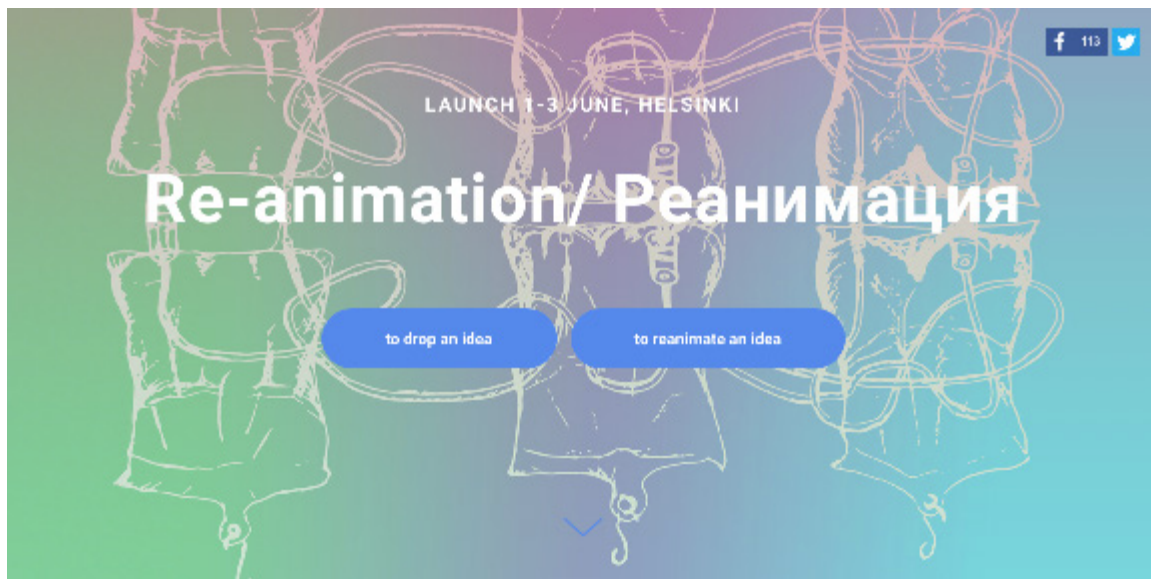 113
LAUNCH 1-3 JUNE, HELSINKI
Re-animation/ Реанимация
to drop an idea
to reanimate an idea